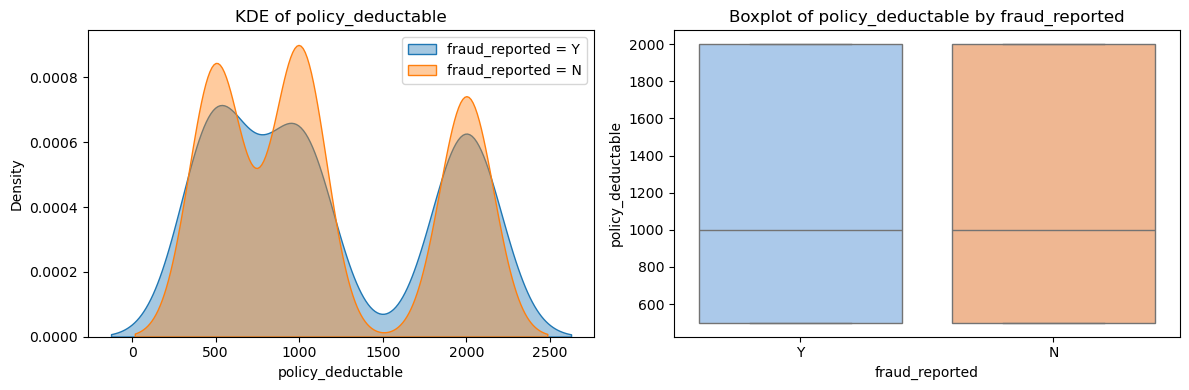 KDE of policy_deductable
fraud_reported = Y
fraud_reported = N
Density
0.0008
0.0006
0.0004
0.0002
0.0000
0 500 1000 1500 2000 2500
policy_deductable
Boxplot of policy_deductable by fraud_reported
policy_deductable
2000
1800
1600
1400
1200
1000
800
600
Y N
fraud_reported